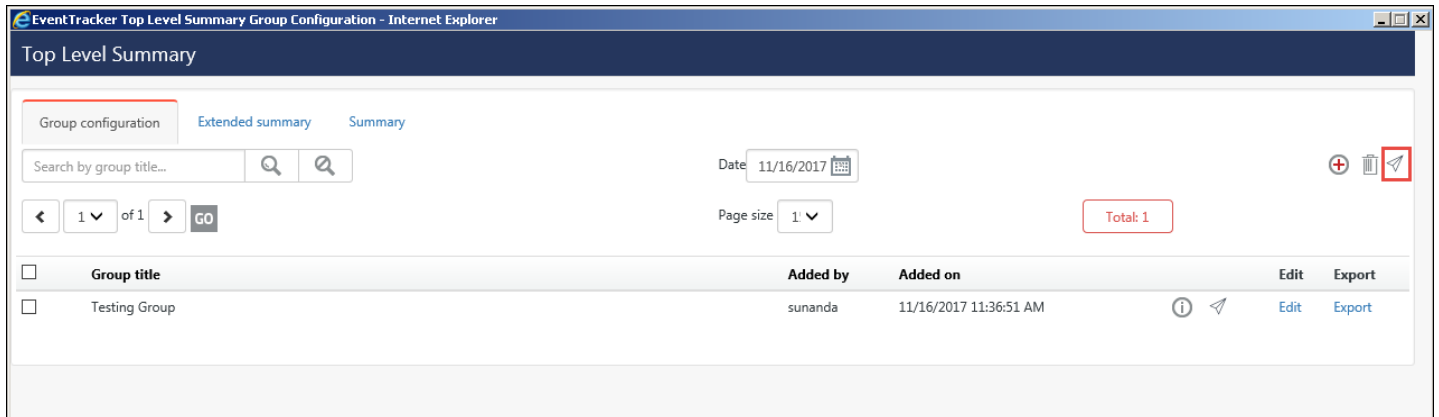 EventTracker Top Level Summary Group Configuration - Internet Explorer
Top Level Summary
Group configuration Extended summary Summary
Search by group title... Date 11/16/2017
1 of 1 GO Page size 1 Total: 1
Group title Added by Added on Edit Export
Testing Group sunanda 11/16/2017 11:36:51 AM Edit Export